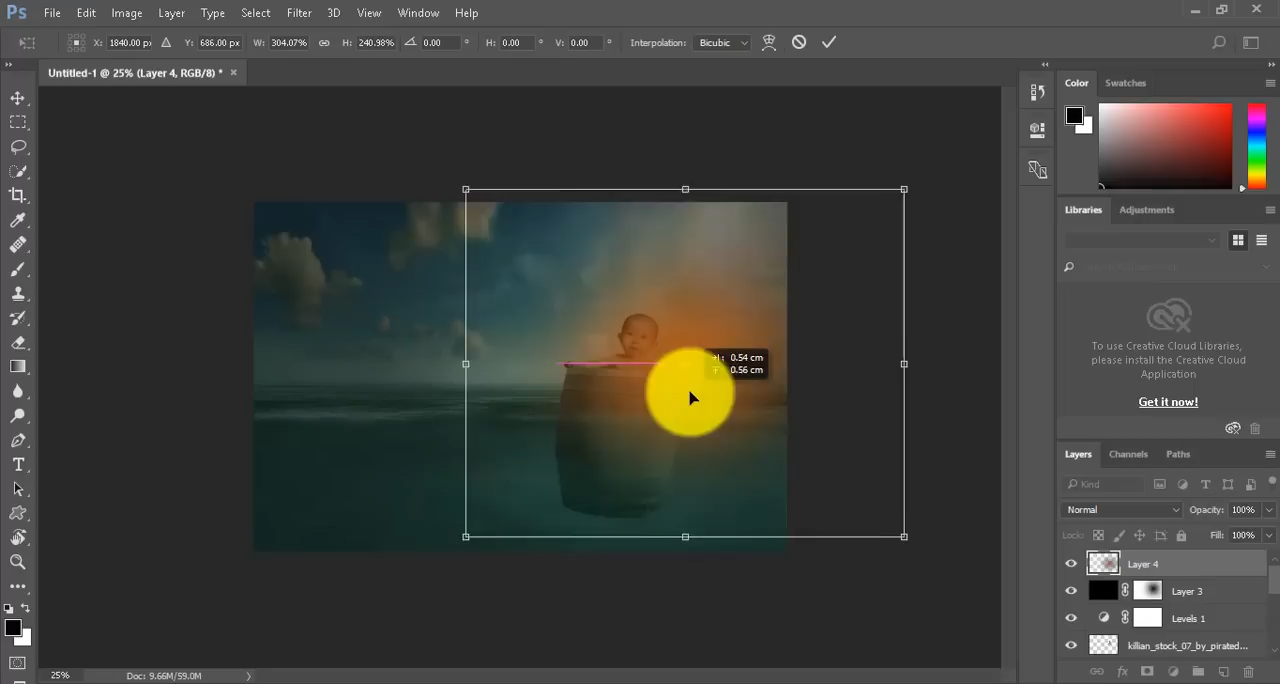 Ps File Edit Image Layer Type Select Filter 3D View Window Help
X: 1840.00 px Y: 686.00 px W: 304.07% H: 240.98% 0.00 ° H: 0.00 ° V: 0.00 ° Interpolation: Bicubic
Untitled-1 @ 25% (Layer 4, RGB/8) * ×
Color Swatches
Libraries Adjustments
To use Creative Cloud Libraries,
please install the Creative Cloud
Application
Get it now!
0.54 cm
0.56 cm
Layers Channels Paths
Kind
Normal Opacity: 100%
Lock: Fill: 100%
Layer 4
Layer 3
Levels 1
killian_stock_07_by_pirated...
25% Doc: 9.66M/59.0M